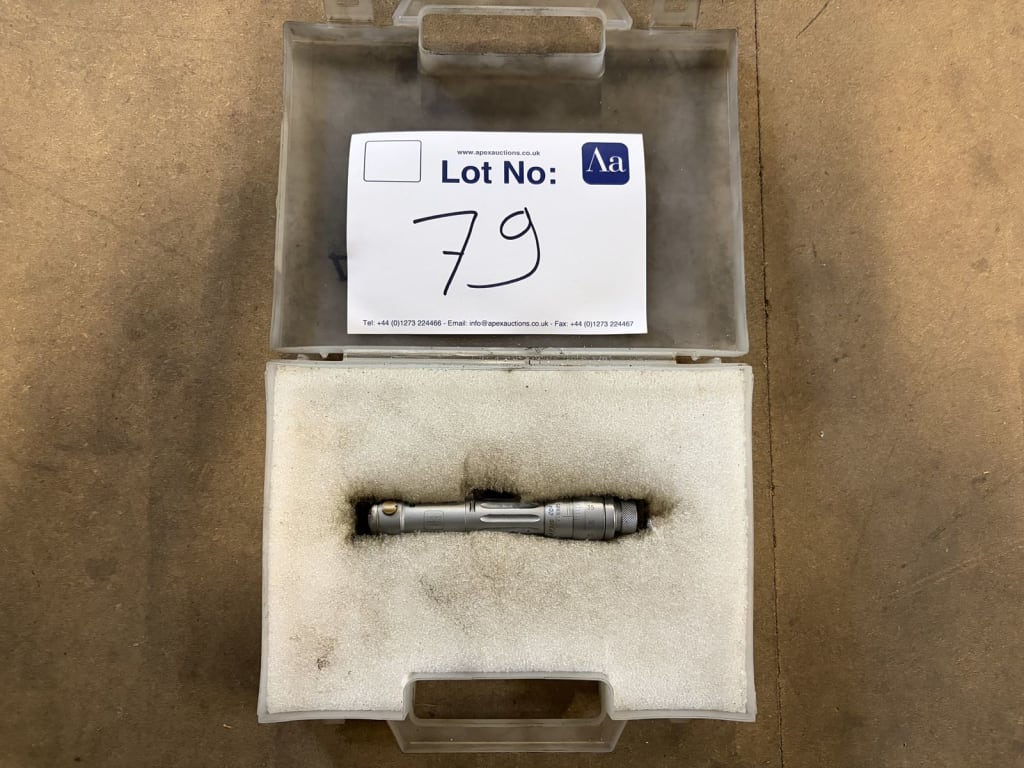 www.apexauctions.co.uk
Lot No:
Aa
79
Tel: +44 (0)1273 224466 - Email: info@apexauctions.co.uk - Fax: +44 (0)1273 224467
35